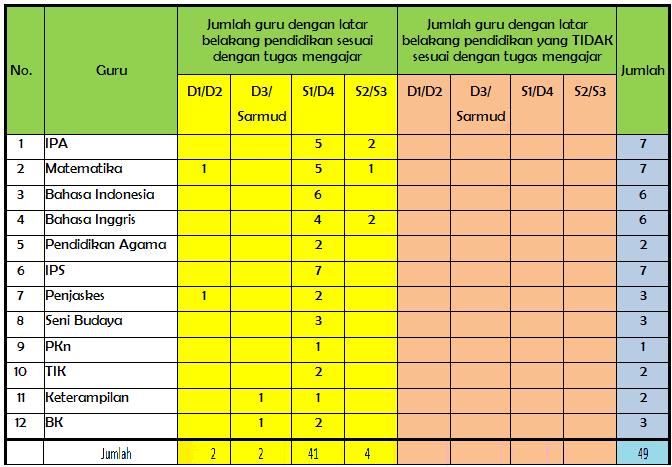 No. Guru Jumlah guru dengan latar belakang pendidikan sesuai dengan tugas mengajar Jumlah guru dengan latar belakang pendidikan yang TIDAK sesuai dengan tugas mengajar Jumlah
D1/D2 D3/Sarmud S1/D4 S2/S3 D1/D2 D3/Sarmud S1/D4 S2/S3
1 IPA 5 2 7
2 Matematika 1 5 1 7
3 Bahasa Indonesia 6 6
4 Bahasa Inggris 4 2 6
5 Pendidikan Agama 2 2
6 IPS 7 7
7 Penjaskes 1 2 3
8 Seni Budaya 3 3
9 PKn 1 1
10 TIK 2 2
11 Keterampilan 1 1 2
12 BK 1 2 3
Jumlah 2 2 41 4 49